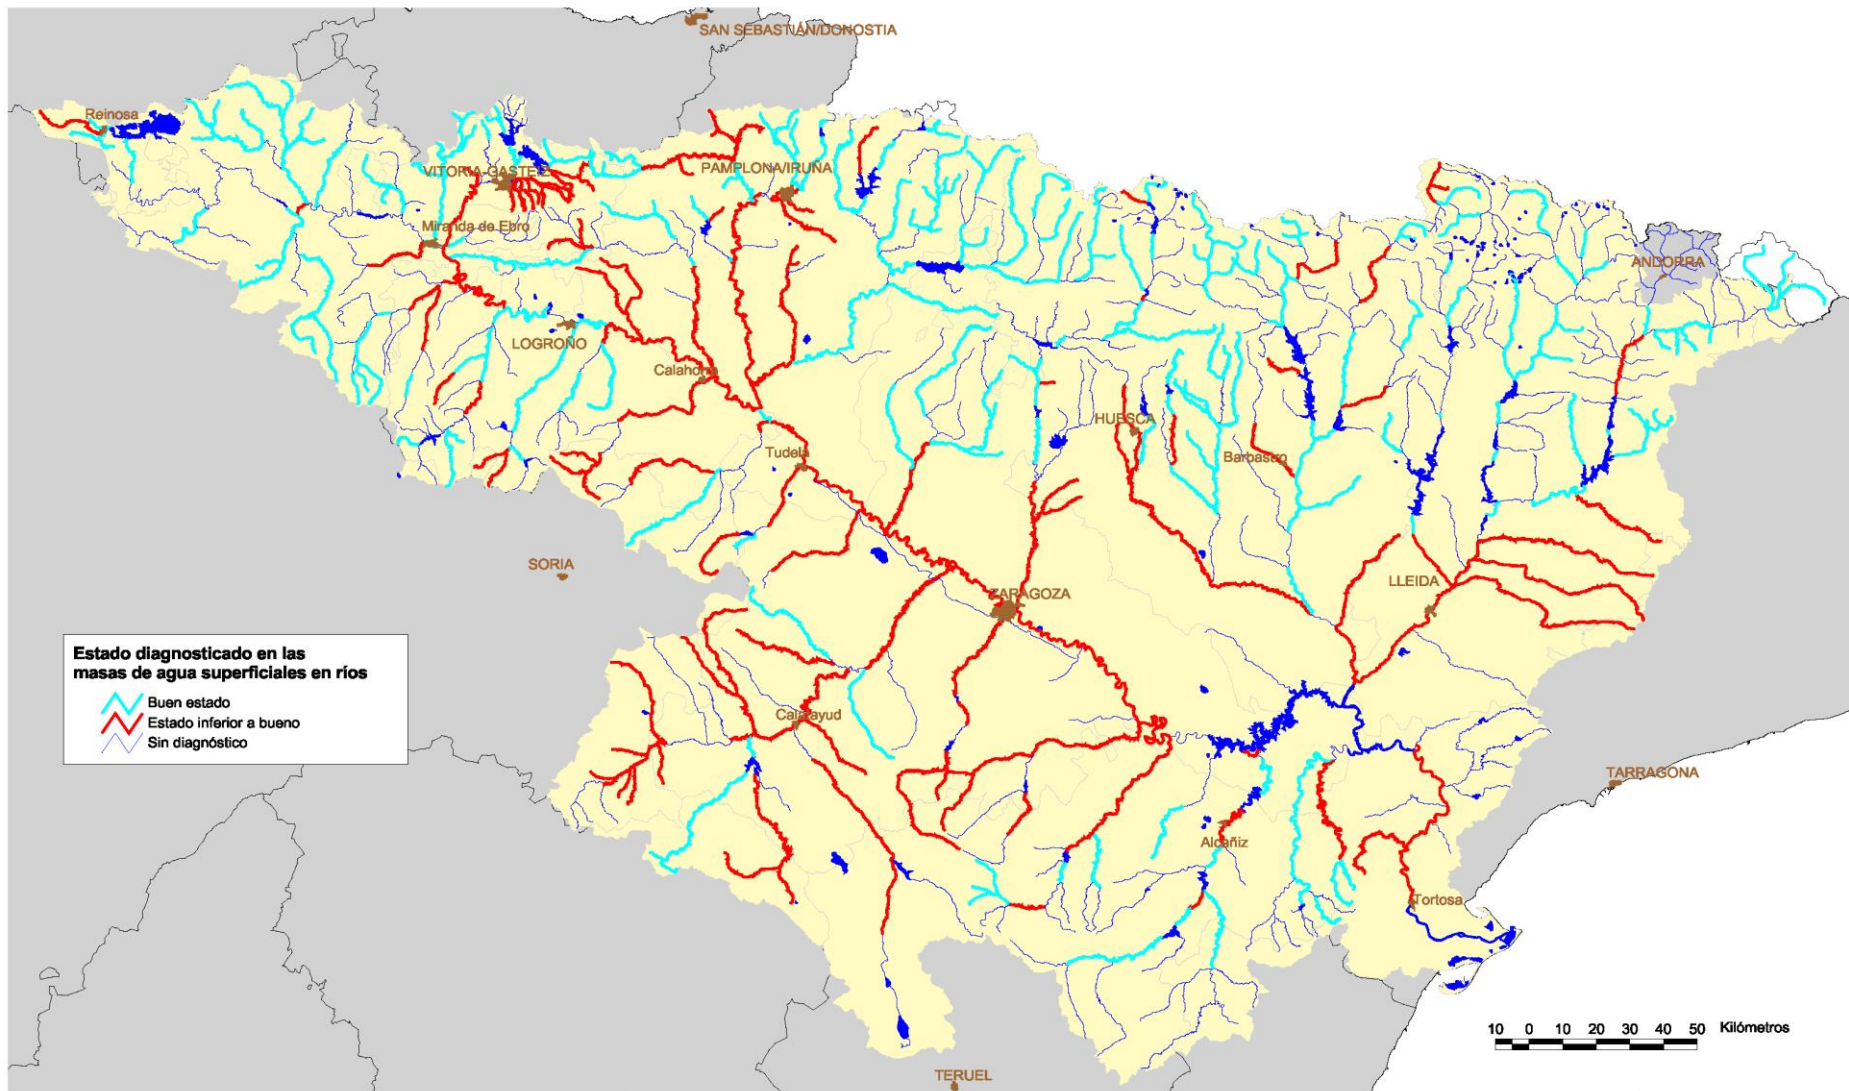 SAN SEBASTIÁN/DONOSTIA
Reinosa
VITORIA-GASTEIZ
PAMPLONA/IRUÑA
Miranda de Ebro
ANDORRA
LOGROÑO
Calahorra
HUESCA
Tudela
Barbastro
SORIA
LLEIDA
ZARAGOZA
Estado diagnosticado en las
masas de agua superficiales en ríos
Buen estado
Estado inferior a bueno
Sin diagnóstico
Calatayud
TARRAGONA
Alcañiz
Tortosa
10 0 10 20 30 40 50 Kilómetros
TERUEL